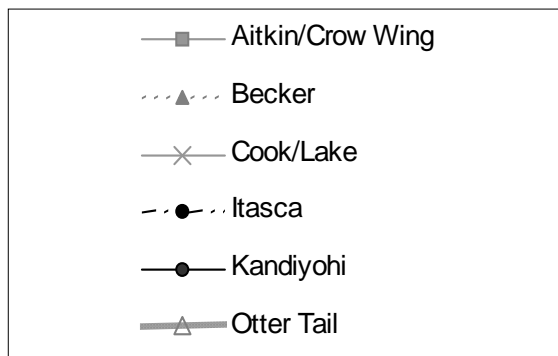 Aitkin/Crow Wing
Becker
Cook/Lake
Itasca
Kandiyohi
Otter Tail